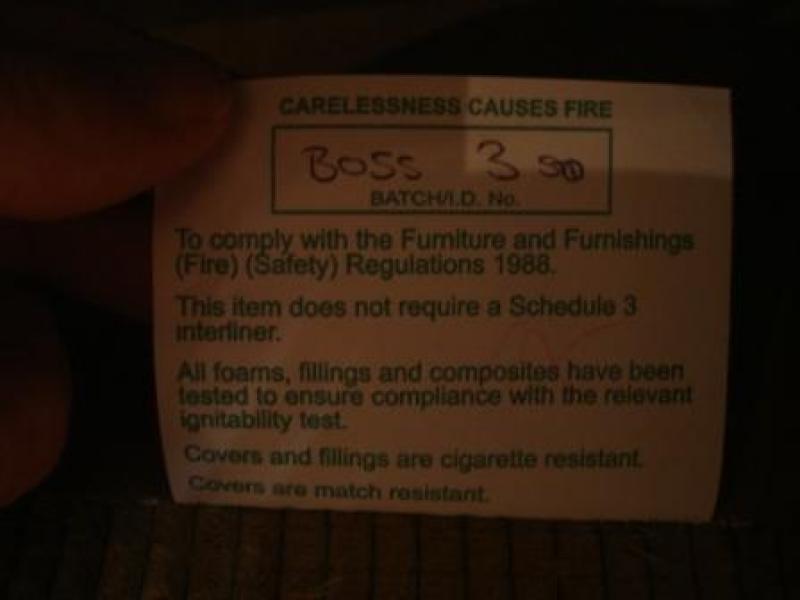 CARELESSNESS CAUSES FIRE
BOSS 3
BATCH/I.D. No.
To comply with the Furniture and Furnishings
(Fire) (Safety) Regulations 1988.
This item does not require a Schedule 3
interliner.
All foams, fillings and composites have been
tested to ensure compliance with the relevant
ignitability test.
Covers and fillings are cigarette resistant.
Covers are match resistant.